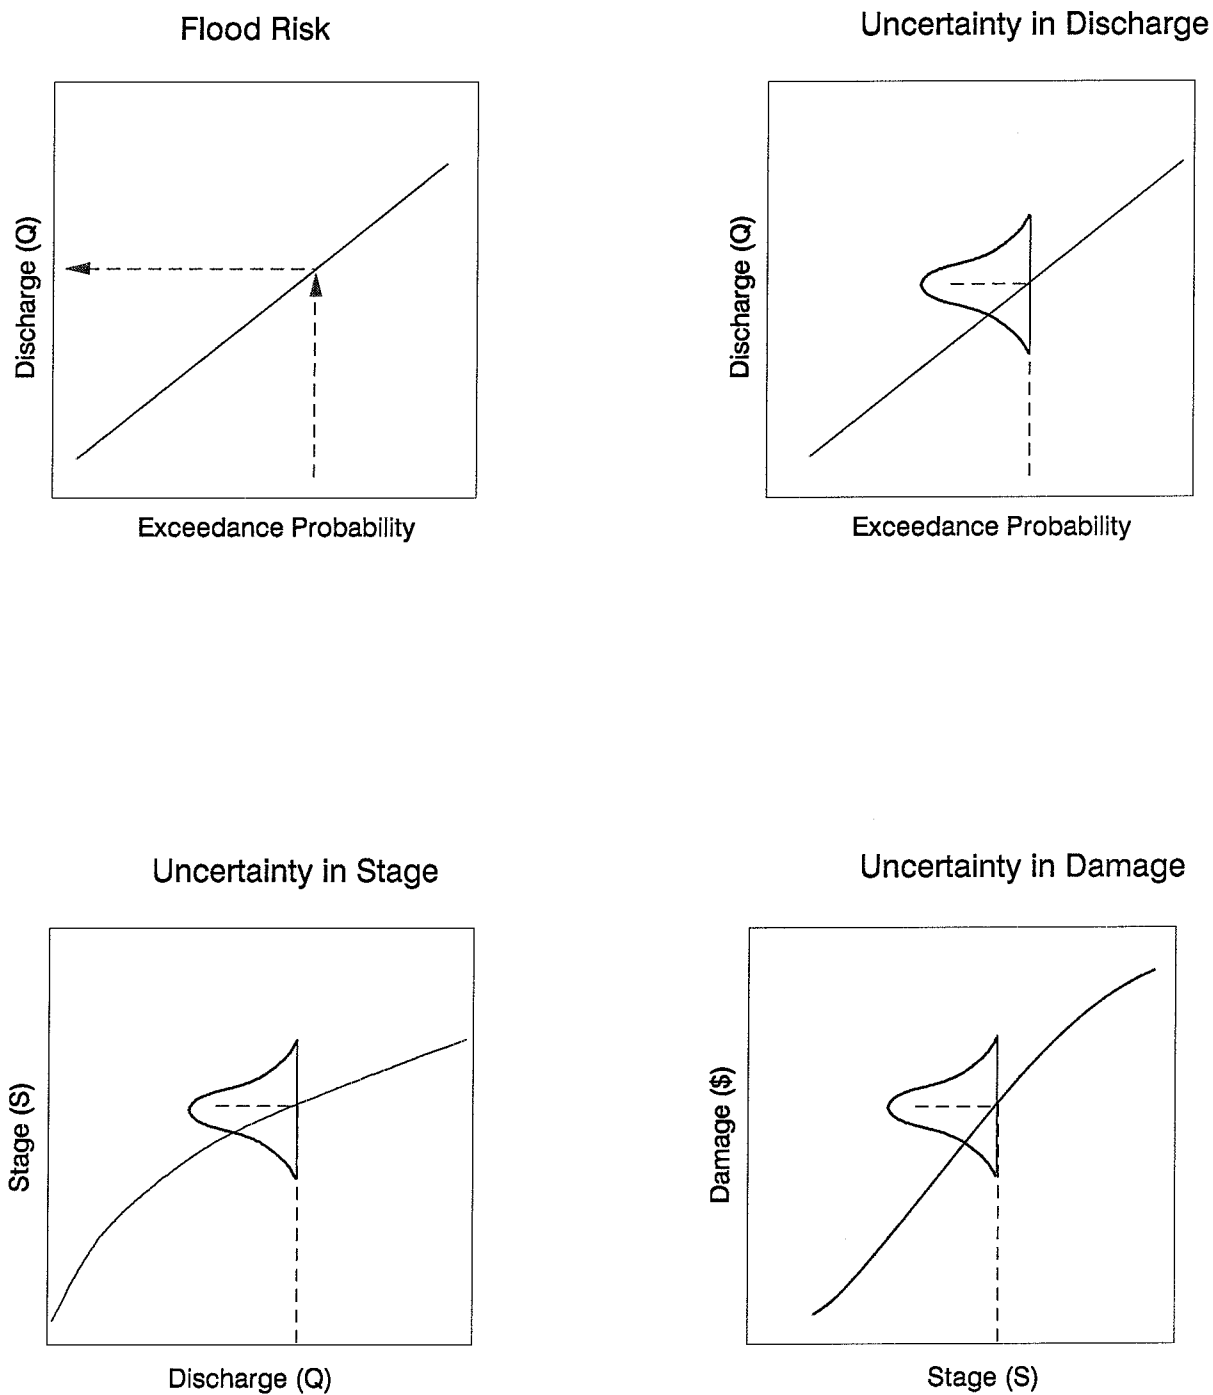 Flood Risk
Discharge (Q)
Exceedance Probability
Uncertainty in Discharge
Discharge (Q)
Exceedance Probability
Uncertainty in Stage
Stage (S)
Discharge (Q)
Uncertainty in Damage
Damage ($)
Stage (S)